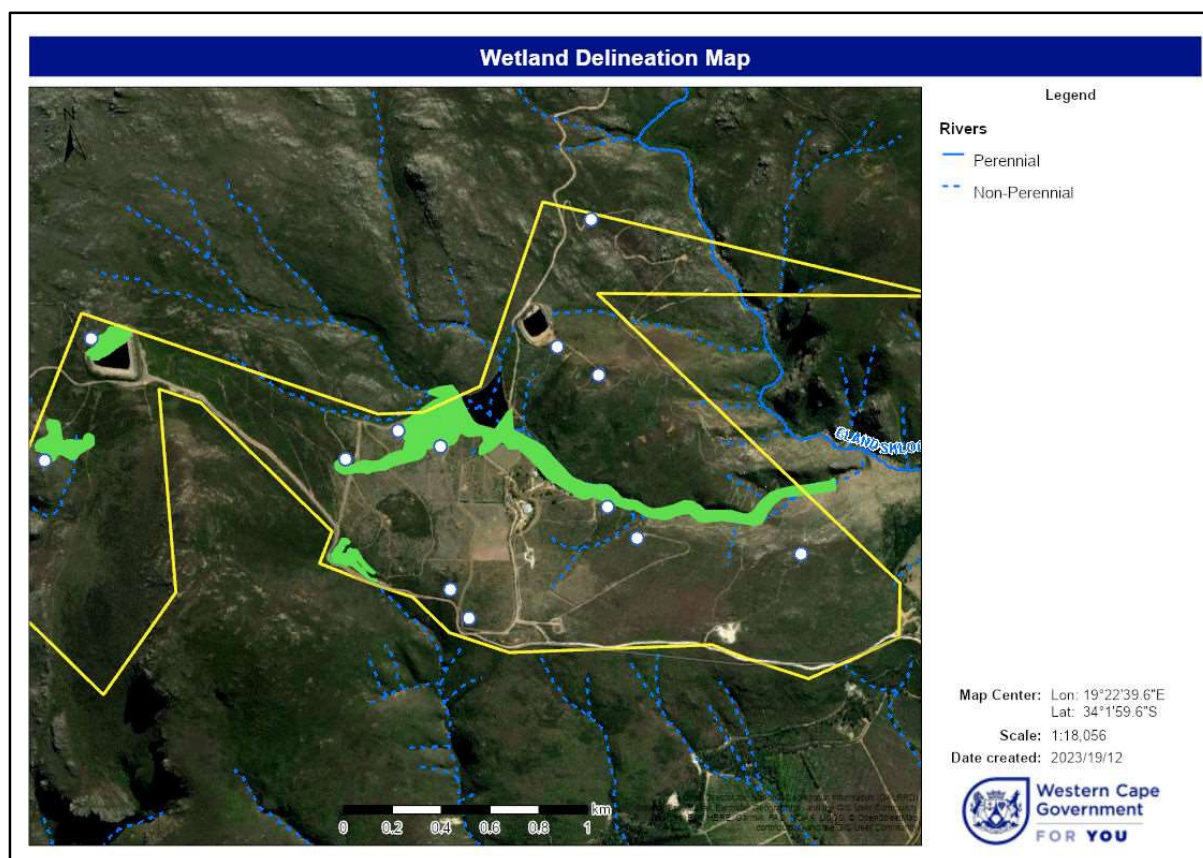 Wetland Delineation Map
N
Legend
Rivers
Perennial
Non-Perennial
km
0 0.2 0.4 0.6 0.8 1
Map Center: Lon: 19°22'39.6"E
Lat: 34°1'59.6"S
Scale: 1:18,056
Date created: 2023/19/12
Western Cape
Government
FOR YOU